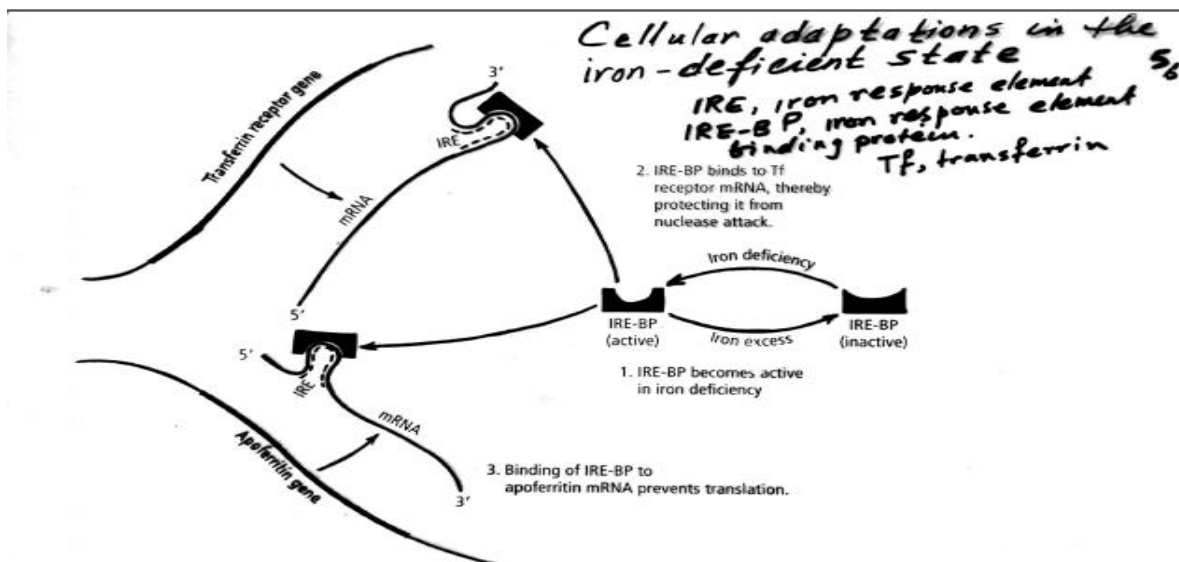 Cellular adaptations in the
iron-deficient state
5/6
IRE, iron response element
IRE-BP, iron response element
binding protein.
Tf, transferrin
Transferrin receptor gene
3'
IRE
mRNA
5'
2. IRE-BP binds to Tf
receptor mRNA, thereby
protecting it from
nuclease attack.
Iron deficiency
IRE-BP
(active)
Iron excess
IRE-BP
(inactive)
1. IRE-BP becomes active
in iron deficiency
5'
IRE
mRNA
3'
Apoferritin gene
3. Binding of IRE-BP to
apoferritin mRNA prevents translation.